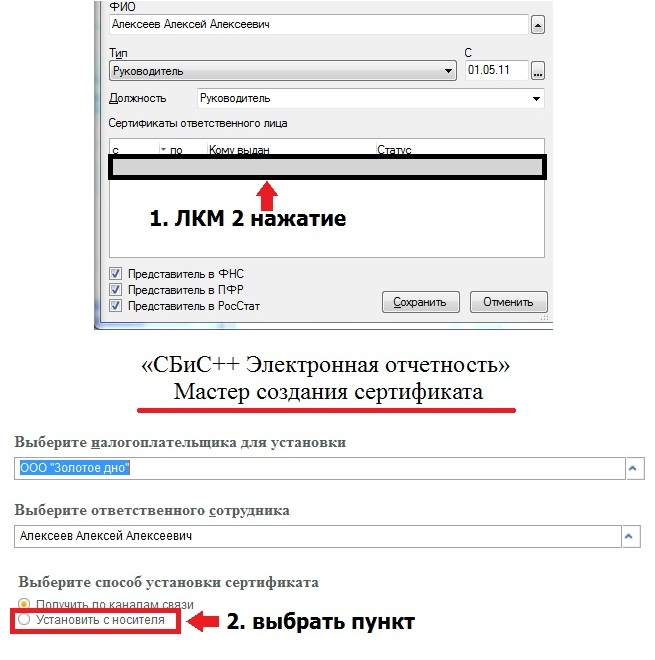 ФИО
Алексеев Алексей Алексеевич
Тип
С
Руководитель
01.05.11
...
Должность
Руководитель
Сертификаты ответственного лица
с по Кому выдан Статус
1. ЛКМ 2 нажатие
Представитель в ФНС
Представитель в ПФР
Представитель в РосСтат
Сохранить
Отменить
«СБиС++ Электронная отчетность»
Мастер создания сертификата
Выберите налогоплательщика для установки
ООО "Золотое дно"
Выберите ответственного сотрудника
Алексеев Алексей Алексеевич
Выберите способ установки сертификата
Получить по каналам связи
Установить с носителя
2. выбрать пункт